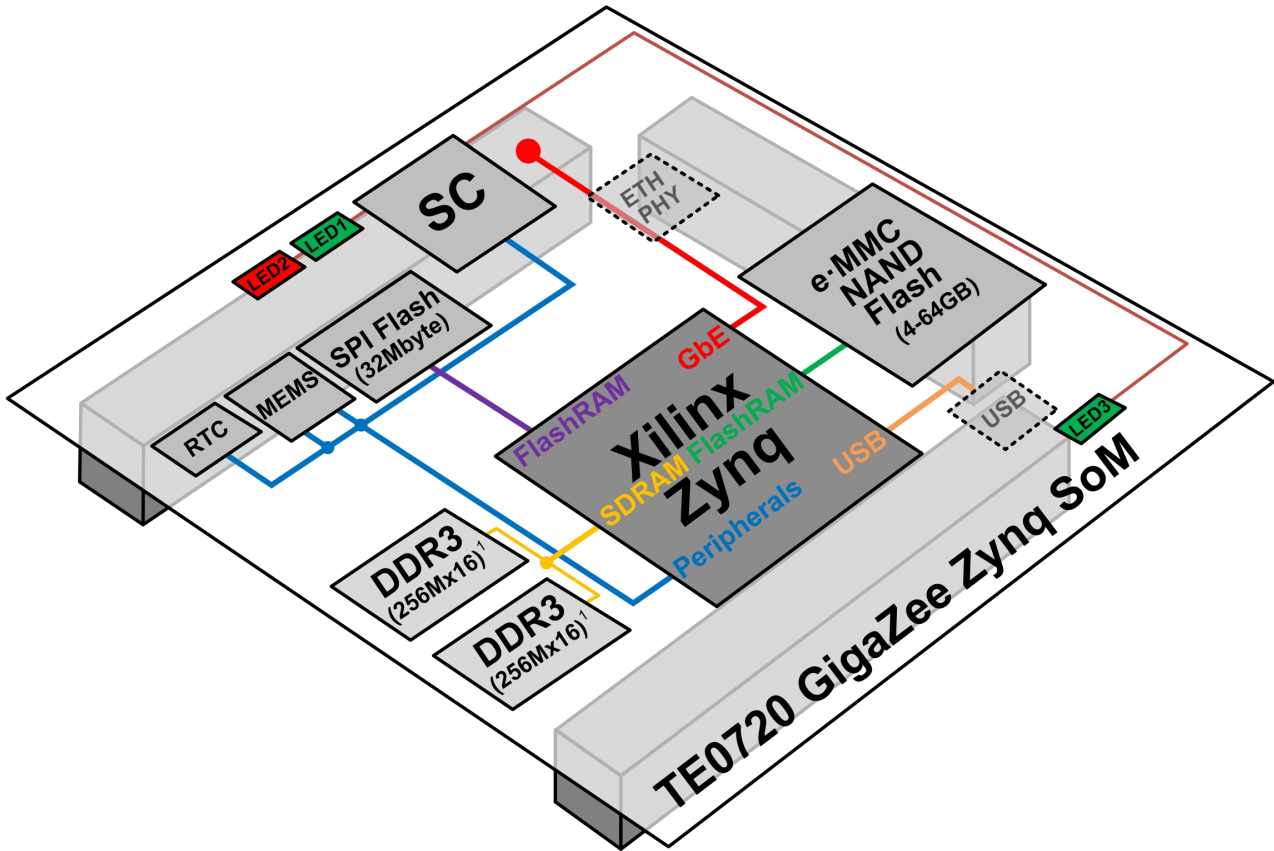 SC
ETH
PHY
LED1
LED2
e-MMC
NAND
Flash
(4-64GB)
SPI Flash
(32Mbyte)
MEMS
RTC
GbE
FlashRAM
Xilinx
Zynq
FlashRAM
SDRAM
USB
Peripherals
USB
LED3
DDR3
(256Mx16)¹
DDR3
(256Mx16)¹
TE0720 GigaZee Zynq SoM